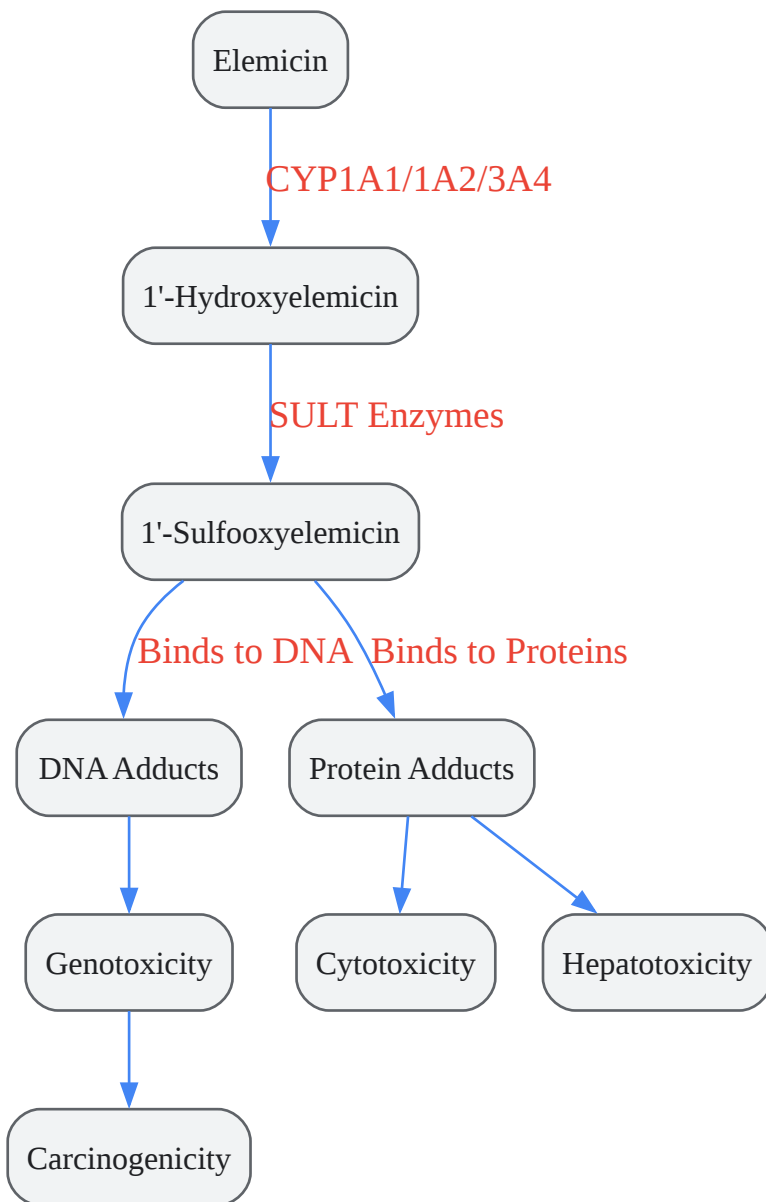 Elemicin
CYP1A1/1A2/3A4
1'-Hydroxyelemicin
SULT Enzymes
1'-Sulfooxyelemicin
Binds to DNA
Binds to Proteins
DNA Adducts
Protein Adducts
Genotoxicity
Cytotoxicity
Hepatotoxicity
Carcinogenicity